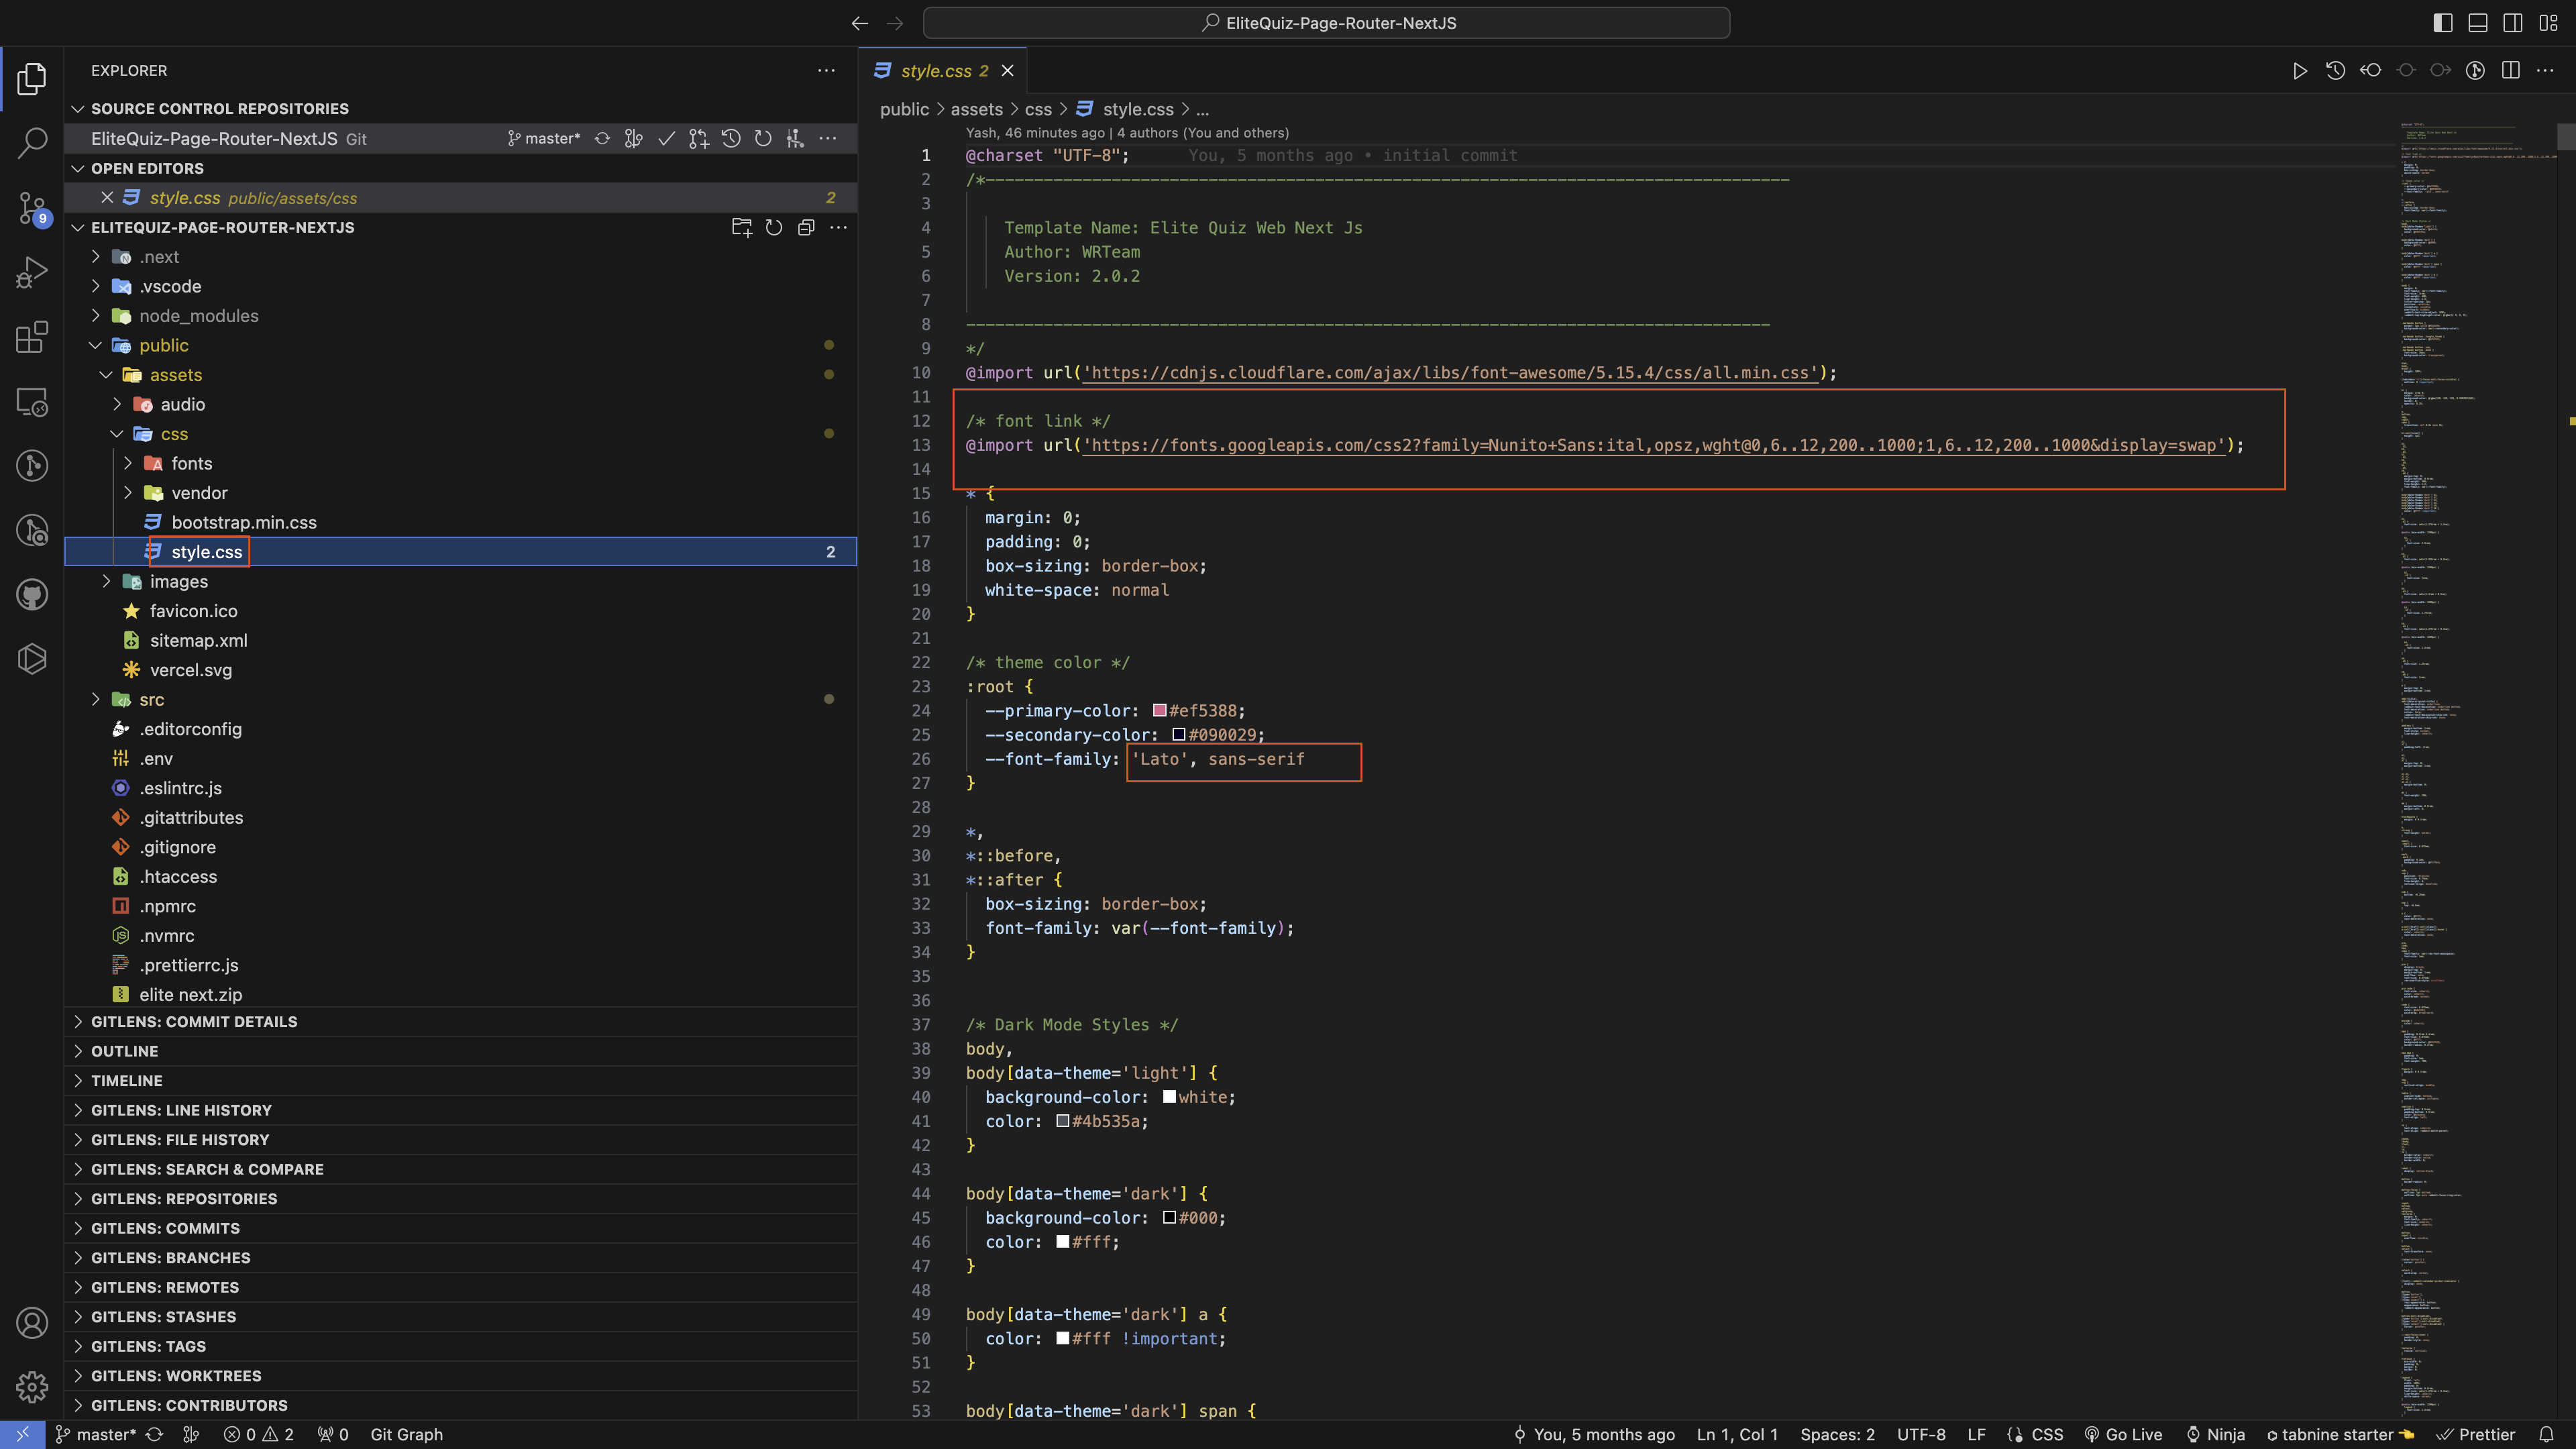 EliteQuiz-Page-Router-NextJS
EXPLORER
SOURCE CONTROL REPOSITORIES
EliteQuiz-Page-Router-NextJS Git master*
OPEN EDITORS
style.css public/assets/css 2
ELITEQUIZ-PAGE-ROUTER-NEXTJS
.next
.vscode
node_modules
public
assets
audio
css
fonts
vendor
bootstrap.min.css
style.css 2
images
favicon.ico
sitemap.xml
vercel.svg
src
.editorconfig
.env
.eslintrc.js
.gitattributes
.gitignore
.htaccess
.npmrc
.nvmrc
.prettierrc.js
elite next.zip
GITLENS: COMMIT DETAILS
OUTLINE
TIMELINE
GITLENS: LINE HISTORY
GITLENS: FILE HISTORY
GITLENS: SEARCH & COMPARE
GITLENS: REPOSITORIES
GITLENS: COMMITS
GITLENS: BRANCHES
GITLENS: REMOTES
GITLENS: STASHES
GITLENS: TAGS
GITLENS: WORKTREES
GITLENS: CONTRIBUTORS
9
style.css 2
public > assets > css > style.css > ...
Yash, 46 minutes ago | 4 authors (You and others)
1 @charset "UTF-8"; You, 5 months ago • initial commit
2 /*-----------------------------------------------------------------------------------
3
4 Template Name: Elite Quiz Web Next Js
5 Author: WRTeam
6 Version: 2.0.2
7
8 -----------------------------------------------------------------------------------
9 */
10 @import url('https://cdnjs.cloudflare.com/ajax/libs/font-awesome/5.15.4/css/all.min.css');
11
12 /* font link */
13 @import url('https://fonts.googleapis.com/css2?family=Nunito+Sans:ital,opsz,wght@0,6..12,200..1000;1,6..12,200..1000&display=swap');
14
15 * {
16 margin: 0;
17 padding: 0;
18 box-sizing: border-box;
19 white-space: normal
20 }
21
22 /* theme color */
23 :root {
24 --primary-color: #ef5388;
25 --secondary-color: #090029;
26 --font-family: 'Lato', sans-serif
27 }
28
29 *,
30 *::before,
31 *::after {
32 box-sizing: border-box;
33 font-family: var(--font-family);
34 }
35
36
37 /* Dark Mode Styles */
38 body,
39 body[data-theme='light'] {
40 background-color: white;
41 color: #4b535a;
42 }
43
44 body[data-theme='dark'] {
45 background-color: #000;
46 color: #fff;
47 }
48
49 body[data-theme='dark'] a {
50 color: #fff !important;
51 }
52
53 body[data-theme='dark'] span {
master* 0 2 0 Git Graph You, 5 months ago Ln 1, Col 1 Spaces: 2 UTF-8 LF CSS Go Live Ninja tabnine starter Prettier